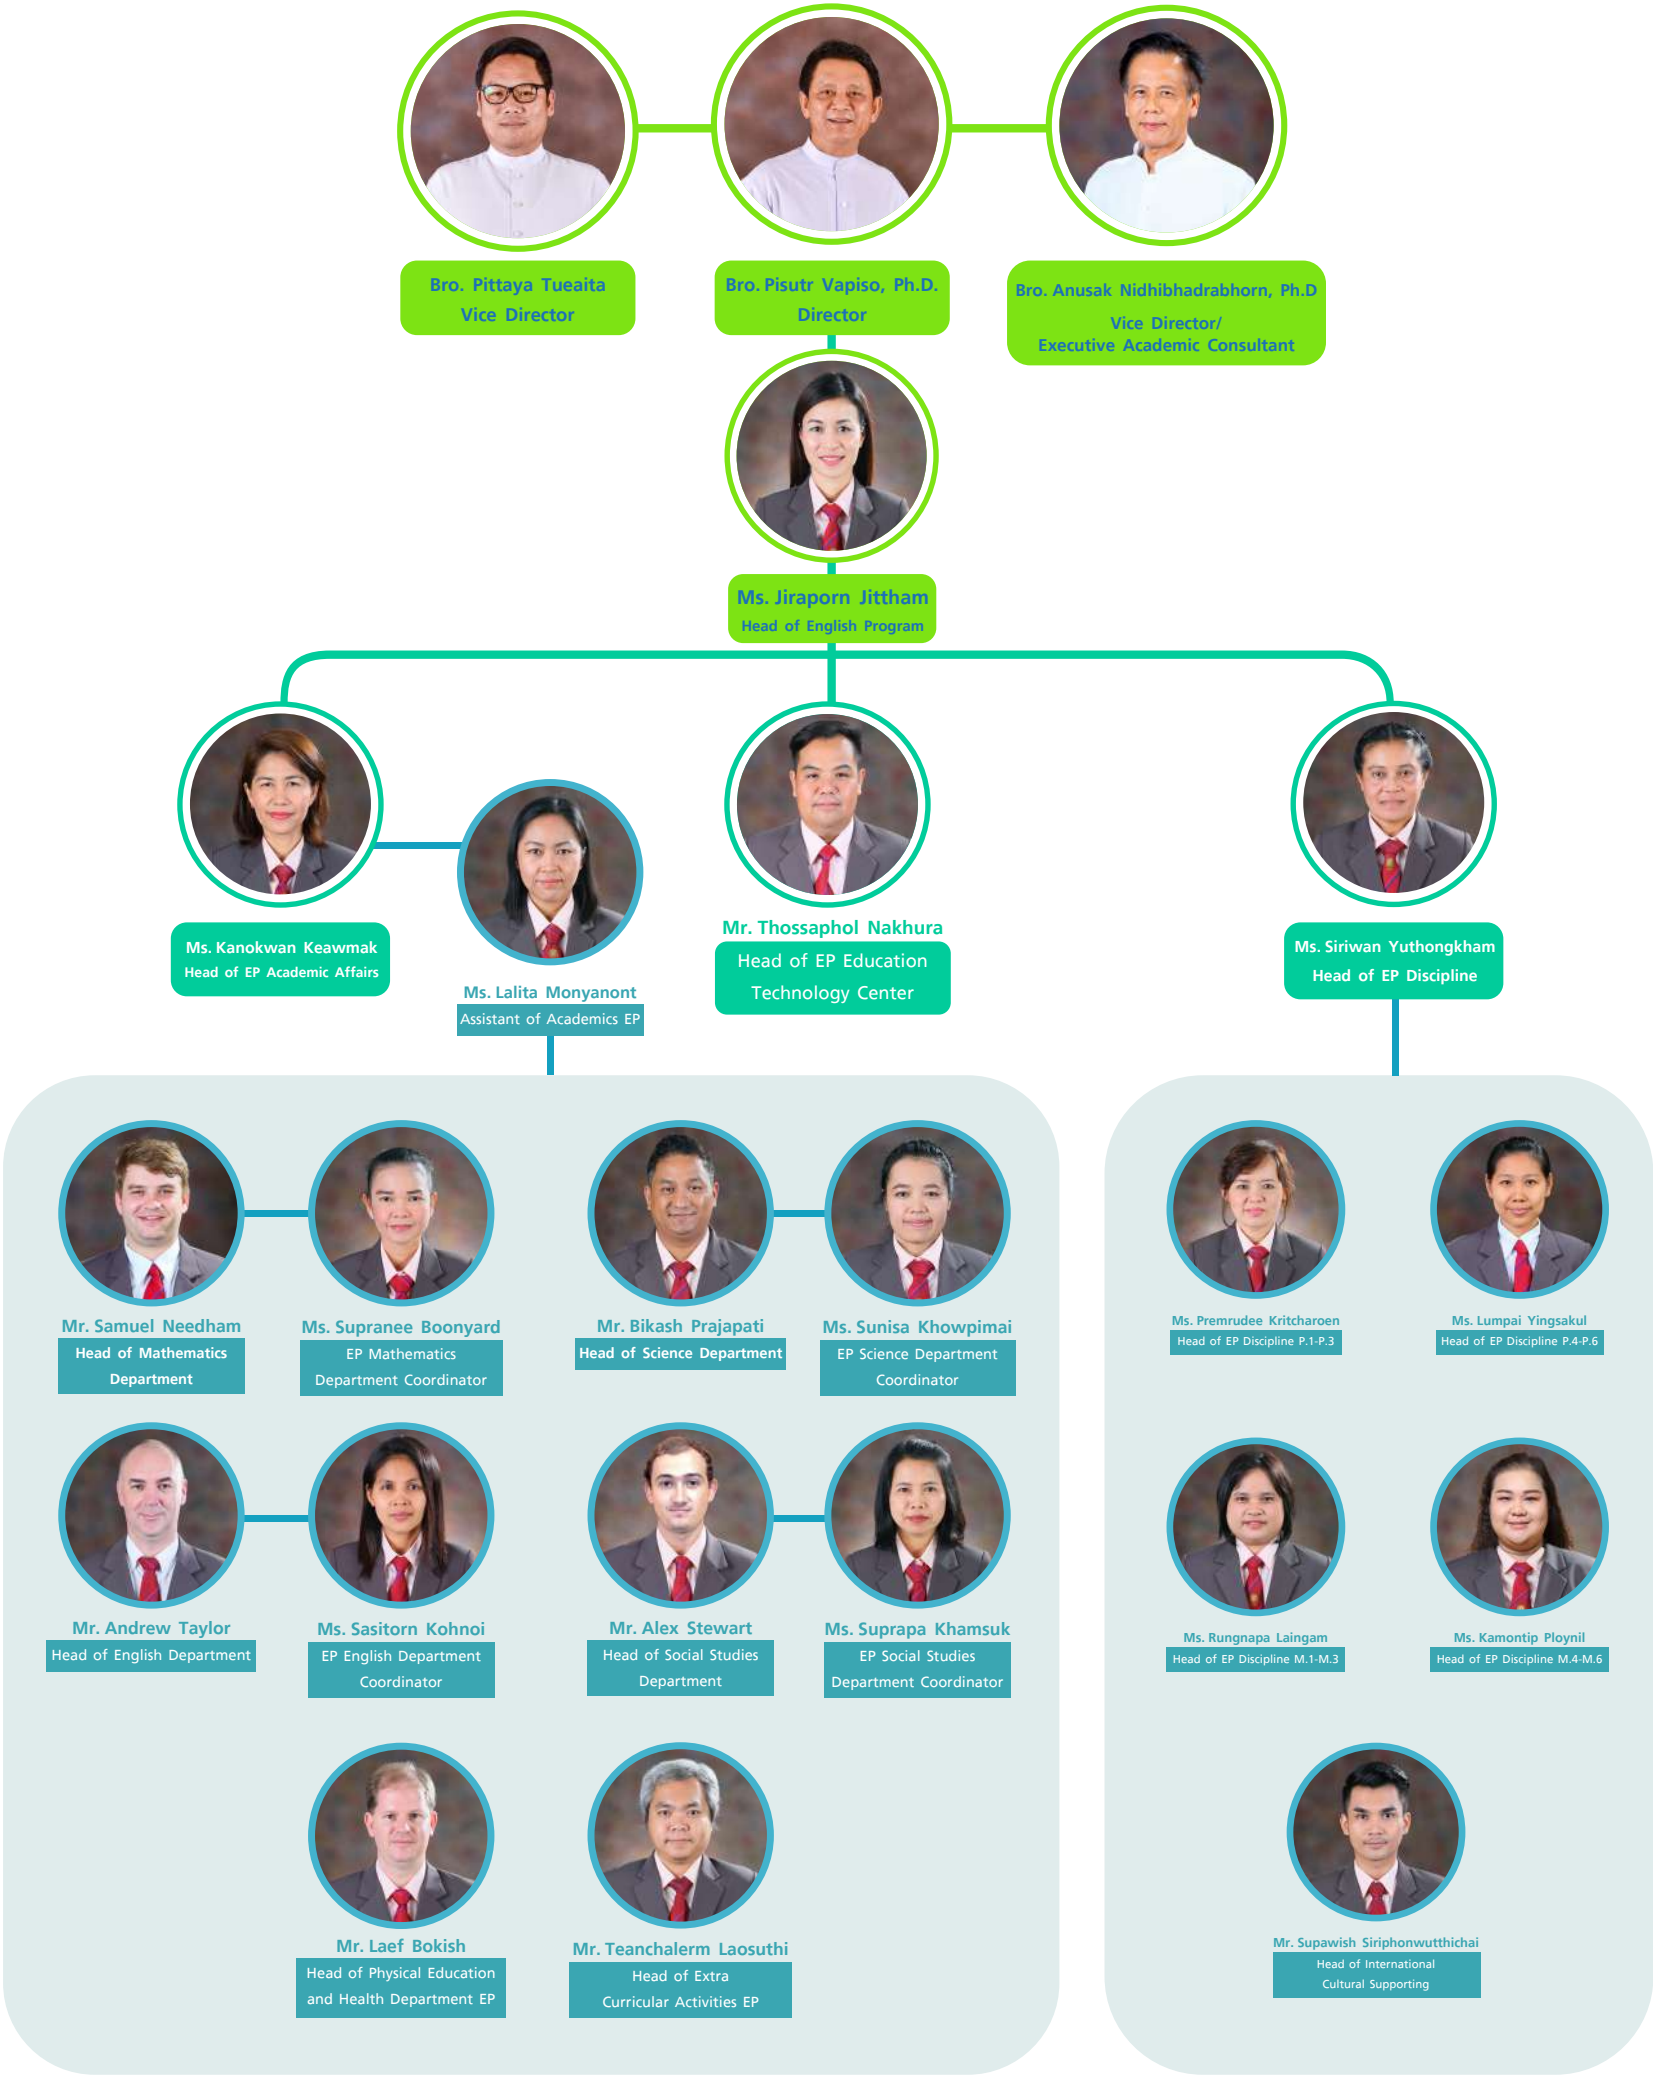 Bro. Pittaya Tueaita
Vice Director
Bro. Pisutr Vapiso, Ph.D.
Director
Bro. Anusak Nidhibhadrabhorn, Ph.D
Vice Director/
Executive Academic Consultant
Ms. Jiraporn Jittham
Head of English Program
Ms. Kanokwan Keawmak
Head of EP Academic Affairs
Ms. Lalita Monyanont
Assistant of Academics EP
Mr. Thossaphol Nakhura
Head of EP Education
Technology Center
Ms. Siriwan Yuthongkham
Head of EP Discipline
Mr. Samuel Needham
Head of Mathematics
Department
Ms. Supranee Boonyard
EP Mathematics
Department Coordinator
Mr. Bikash Prajapati
Head of Science Department
Ms. Sunisa Khowpimai
EP Science Department
Coordinator
Ms. Premrudee Kritcharoen
Head of EP Discipline P.1-P.3
Ms. Lumpai Yingsakul
Head of EP Discipline P.4-P.6
Mr. Andrew Taylor
Head of English Department
Ms. Sasitorn Kohnoi
EP English Department
Coordinator
Mr. Alex Stewart
Head of Social Studies
Department
Ms. Suprapa Khamsuk
EP Social Studies
Department Coordinator
Ms. Rungnapa Laingam
Head of EP Discipline M.1-M.3
Ms. Kamontip Ploynil
Head of EP Discipline M.4-M.6
Mr. Laef Bokish
Head of Physical Education
and Health Department EP
Mr. Teanchalerm Laosuthi
Head of Extra
Curricular Activities EP
Mr. Supawish Siriphonwutthichai
Head of International
Cultural Supporting